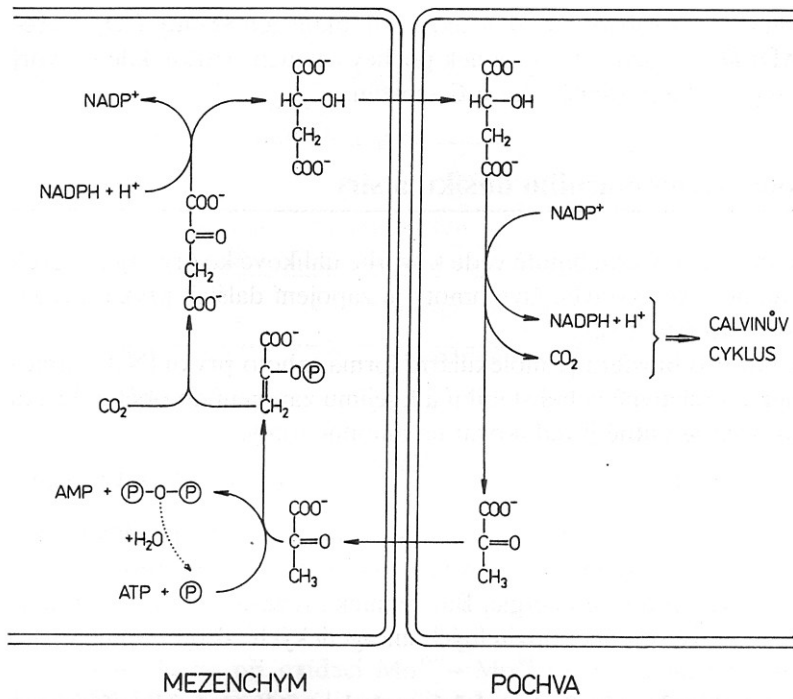 COO⁻
HC–OH
CH₂
COO⁻
NADP⁺
NADPH + H⁺
COO⁻
C=O
CH₂
COO⁻
COO⁻
C–O–P
CH₂
CO₂
AMP + P–O–P
+H₂O
ATP + P
COO⁻
C=O
CH₃
MEZENCHYM
COO⁻
HC–OH
CH₂
COO⁻
NADP⁺
NADPH + H⁺
CO₂
CALVINŮV
CYKLUS
COO⁻
C=O
CH₃
POCHVA